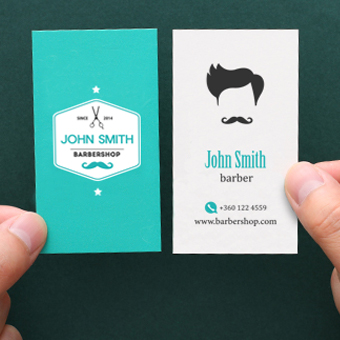 SINCE 2014
JOHN SMITH
BARBERSHOP
John Smith
barber
+360 122 4559
www.barbershop.com